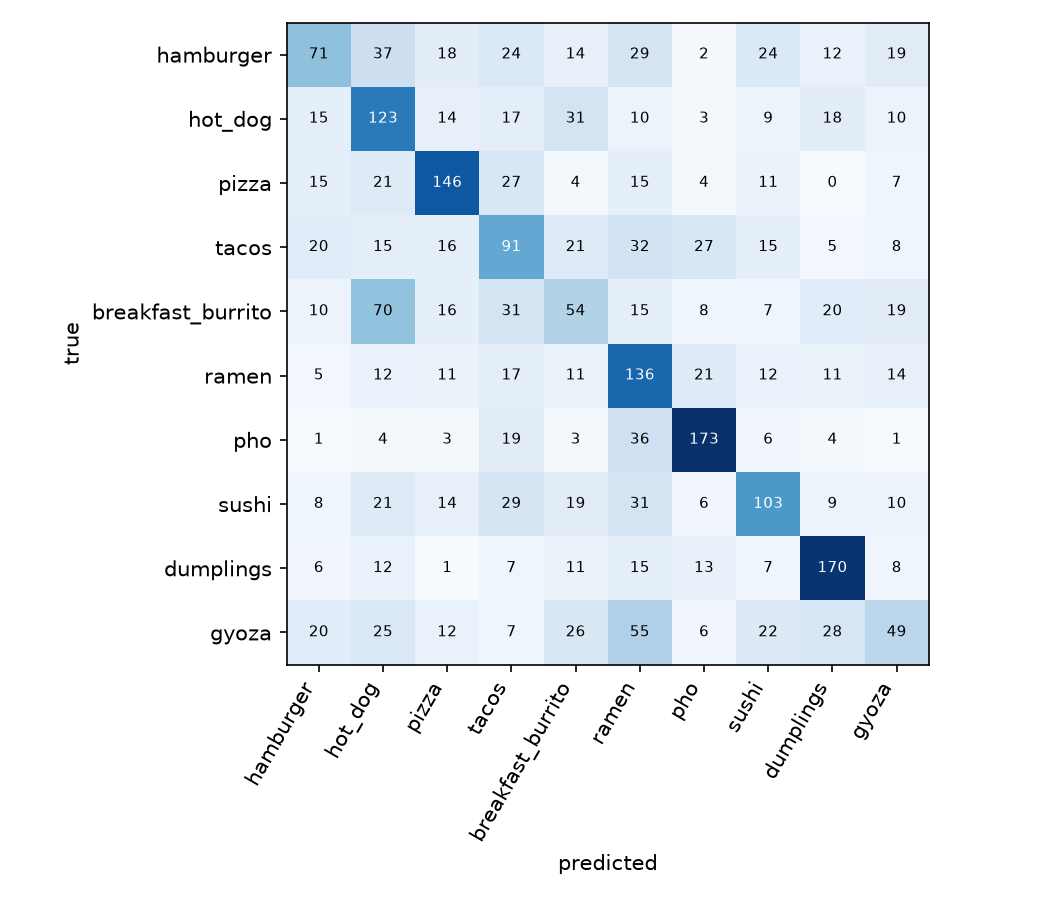 hamburger 71 37 18 24 14 29 2 24 12 19
hot_dog 15 123 14 17 31 10 3 9 18 10
pizza 15 21 146 27 4 15 4 11 0 7
tacos 20 15 16 91 21 32 27 15 5 8
breakfast_burrito 10 70 16 31 54 15 8 7 20 19
true
ramen 5 12 11 17 11 136 21 12 11 14
pho 1 4 3 19 3 36 173 6 4 1
sushi 8 21 14 29 19 31 6 103 9 10
dumplings 6 12 1 7 11 15 13 7 170 8
gyoza 20 25 12 7 26 55 6 22 28 49
hamburger hot_dog pizza tacos breakfast_burrito ramen pho sushi dumplings gyoza
predicted